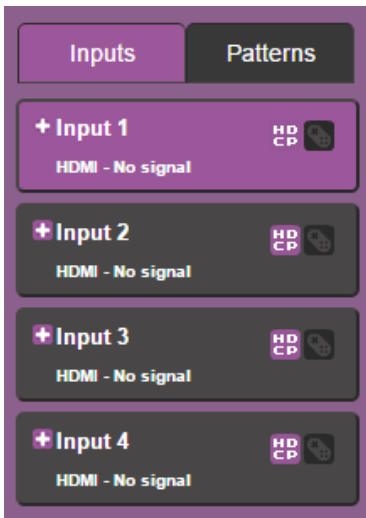 Inputs Patterns
+ Input 1
HD
CP
HDMI - No signal
+ Input 2
HD
CP
HDMI - No signal
+ Input 3
HD
CP
HDMI - No signal
+ Input 4
HD
CP
HDMI - No signal